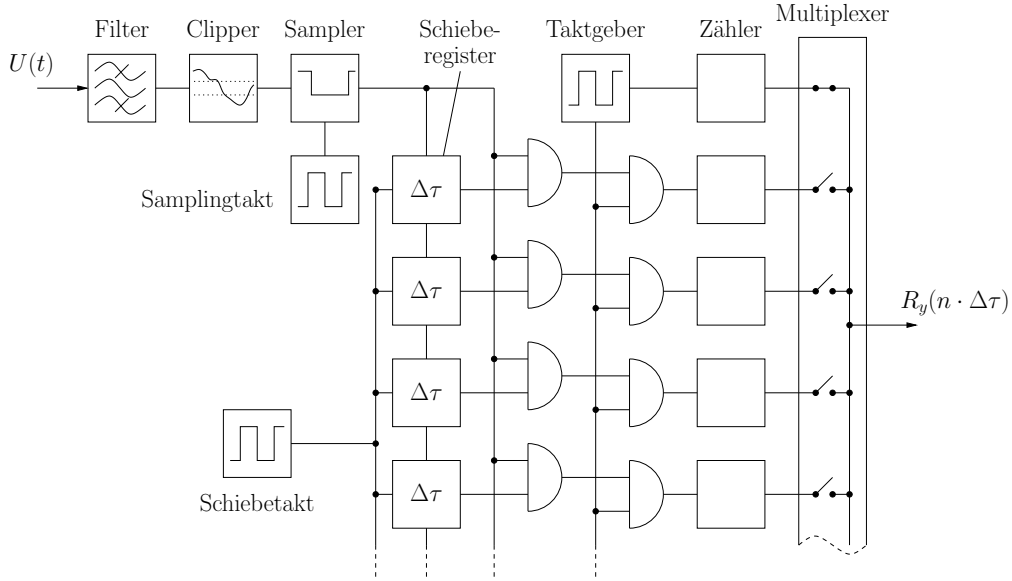 Multiplexer
Filter
Clipper
Sampler
Schiebe-
register
Taktgeber
Zähler
U(t)
Samplingtakt
Δτ
Δτ
R_y(n · Δτ)
Δτ
Schiebetakt
Δτ